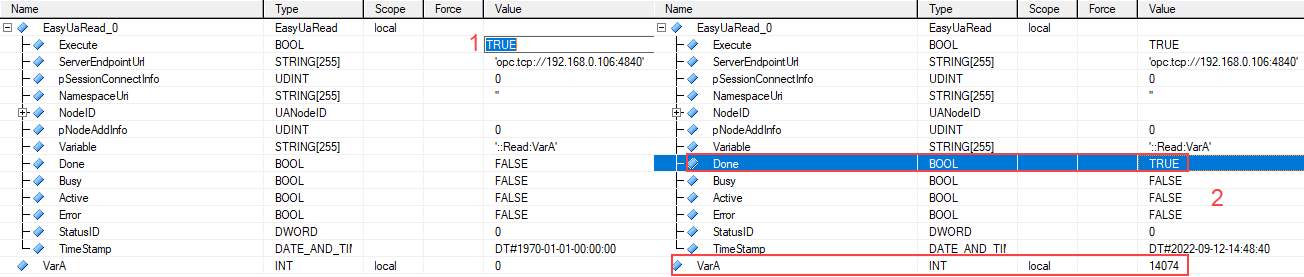 Name Type Scope Force Value
EasyUaRead_0 EasyUaRead local
1 Execute BOOL TRUE
ServerEndpointUrl STRING[255] 'opc.tcp://192.168.0.106:4840'
pSessionConnectInfo UDINT 0
NamespaceUri STRING[255] ''
NodeID UANodeID
pNodeAddInfo UDINT 0
Variable STRING[255] '::Read:VarA'
Done BOOL FALSE
Busy BOOL FALSE
Active BOOL FALSE
Error BOOL FALSE
StatusID DWORD 0
TimeStamp DATE_AND_TIM DT#1970-01-01-00:00:00
VarA INT local 0
Name Type Scope Force Value
EasyUaRead_0 EasyUaRead local
Execute BOOL TRUE
ServerEndpointUrl STRING[255] 'opc.tcp://192.168.0.106:4840'
pSessionConnectInfo UDINT 0
NamespaceUri STRING[255] ''
NodeID UANodeID
pNodeAddInfo UDINT 0
Variable STRING[255] '::Read:VarA'
Done BOOL TRUE
Busy BOOL FALSE
Active BOOL FALSE 2
Error BOOL FALSE
StatusID DWORD 0
TimeStamp DATE_AND_TIM DT#2022-09-12-14:48:40
VarA INT local 14074